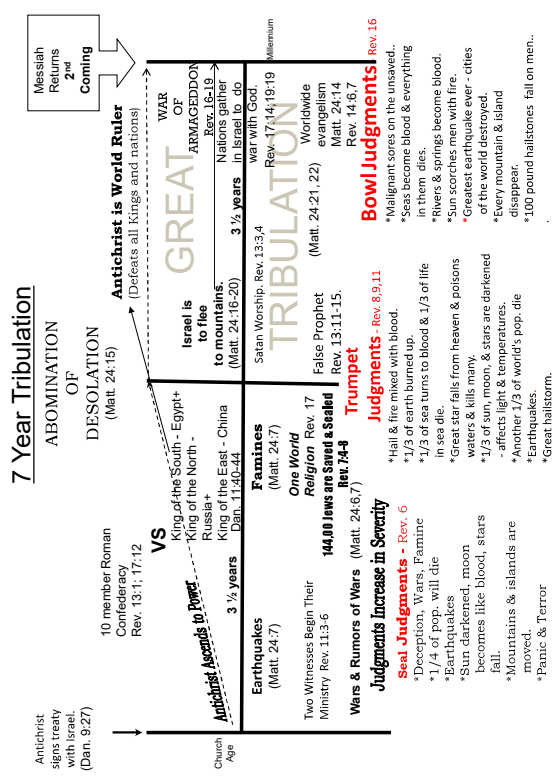 7 Year Tribulation
Antichrist
signs treaty
with Israel.
(Dan. 9:27)
10 member Roman
Confederacy
Rev. 13:1; 17:12
ABOMINATION
OF
DESOLATION
(Matt. 24:15)
Antichrist is World Ruler
(Defeats all Kings and nations)
Messiah
Returns
2nd
Coming
VS
King of the South - Egypt+
King of the North -
Russia+
King of the East - China
Dan. 11:40-44
Antichrist Ascends to Power
3 ½ years
Israel is
to flee
to mountains.
(Matt. 24:16-20)
GREAT
WAR
OF
ARMAGEDDON
Rev. 16-19
Nations gather
in Israel to do
war with God.
Rev. 17:14;19:19
3 ½ years
Church
Age
Millennium
Earthquakes
(Matt. 24:7)
Famines
(Matt. 24:7)
Satan Worship. Rev. 13:3,4
TRIBULATION
(Matt. 24:21, 22)
Two Witnesses Begin Their
Ministry Rev. 11:3-6
One World
Religion Rev. 17
False Prophet
Rev. 13:11-15.
Worldwide
evangelism
Matt. 24:14
Rev. 14:6,7
144,00 Jews are Saved & Sealed
Rev. 7:4-8
Wars & Rumors of Wars (Matt. 24:6,7)
Judgments Increase in Severity
Seal Judgments - Rev. 6
*Deception, Wars, Famine
*1/4 of pop. will die
*Earthquakes
*Sun darkened, moon
becomes like blood, stars
fall.
*Mountains & islands are
moved.
*Panic & Terror
Trumpet
Judgments - Rev. 8,9,11
*Hail & fire mixed with blood.
*1/3 of earth burned up.
*1/3 of sea turns to blood & 1/3 of life
in sea die.
*Great star falls from heaven & poisons
waters & kills many.
*1/3 of sun, moon, & stars are darkened
- affects light & temperatures.
*Another 1/3 of world's pop. die
*Earthquakes.
*Great hailstorm.
Bowl Judgments Rev. 16
*Malignant sores on the unsaved..
*Seas become blood & everything
in them dies.
*Rivers & springs become blood.
*Sun scorches men with fire.
*Greatest earthquake ever - cities
of the world destroyed.
*Every mountain & island
disappear.
*100 pound hailstones fall on men..
.